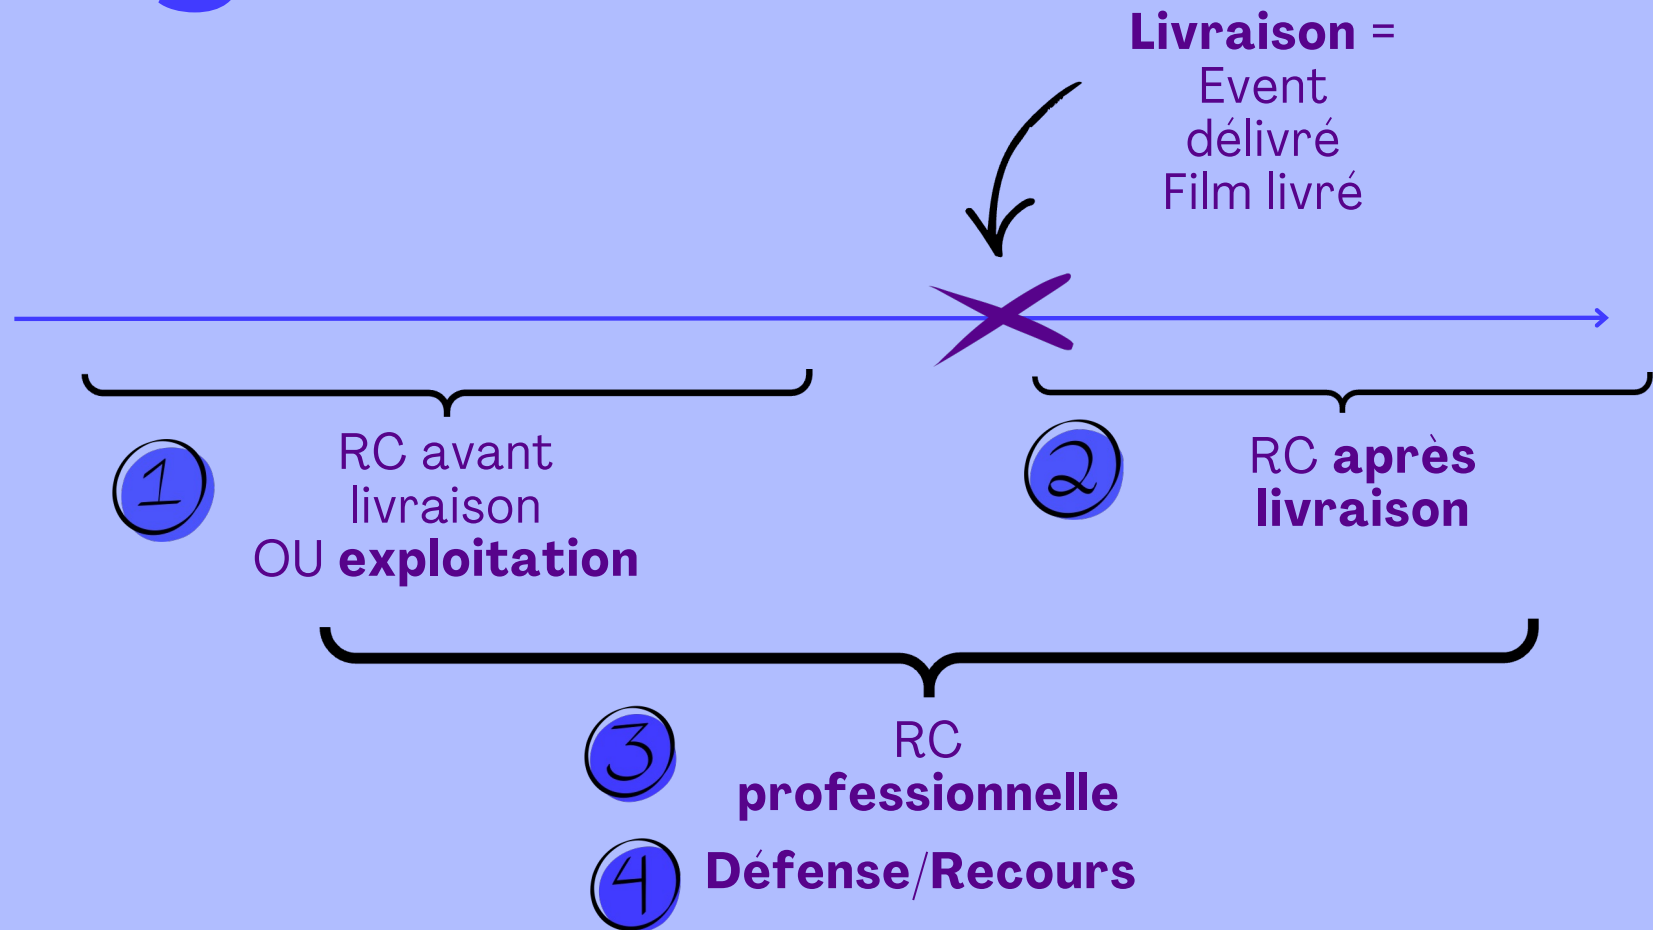 Livraison =
Event
délivré
Film livré
1
RC avant
livraison
OU exploitation
2
RC après
livraison
3
RC
professionnelle
4
Défense/Recours